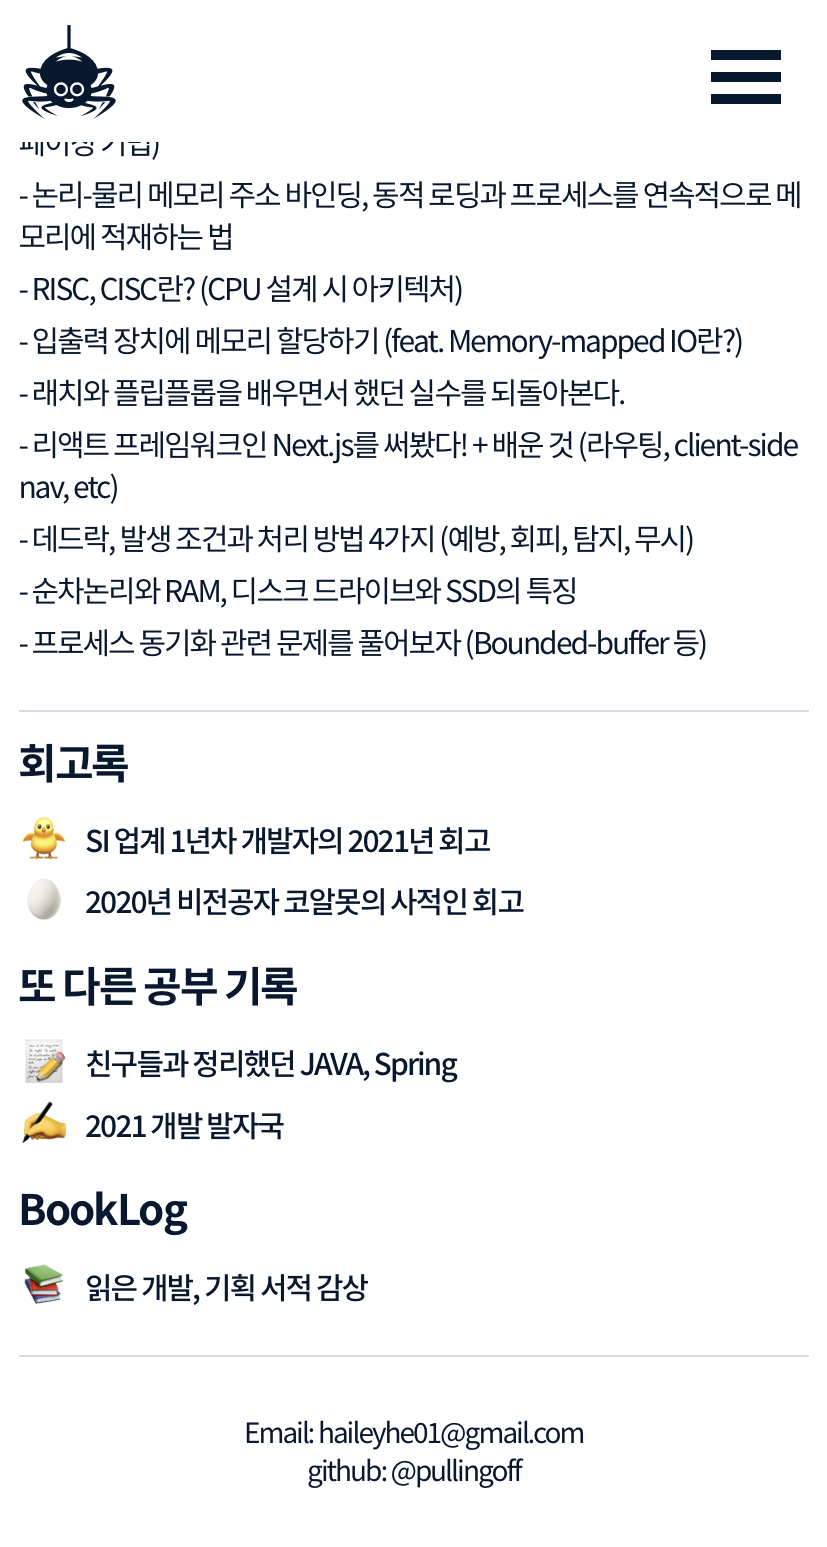 페이징 기법)
- 논리-물리 메모리 주소 바인딩, 동적 로딩과 프로세스를 연속적으로 메
모리에 적재하는 법
- RISC, CISC란? (CPU 설계 시 아키텍처)
- 입출력 장치에 메모리 할당하기 (feat. Memory-mapped IO란?)
- 래치와 플립플롭을 배우면서 했던 실수를 되돌아본다.
- 리액트 프레임워크인 Next.js를 써봤다! + 배운 것 (라우팅, client-side
nav, etc)
- 데드락, 발생 조건과 처리 방법 4가지 (예방, 회피, 탐지, 무시)
- 순차논리와 RAM, 디스크 드라이브와 SSD의 특징
- 프로세스 동기화 관련 문제를 풀어보자 (Bounded-buffer 등)
회고록
🐥 SI 업계 1년차 개발자의 2021년 회고
🥚 2020년 비전공자 코알못의 사적인 회고
또 다른 공부 기록
📝 친구들과 정리했던 JAVA, Spring
✍️ 2021 개발 발자국
BookLog
📚 읽은 개발, 기획 서적 감상
Email: haileyhe01@gmail.com
github: @pullingoff